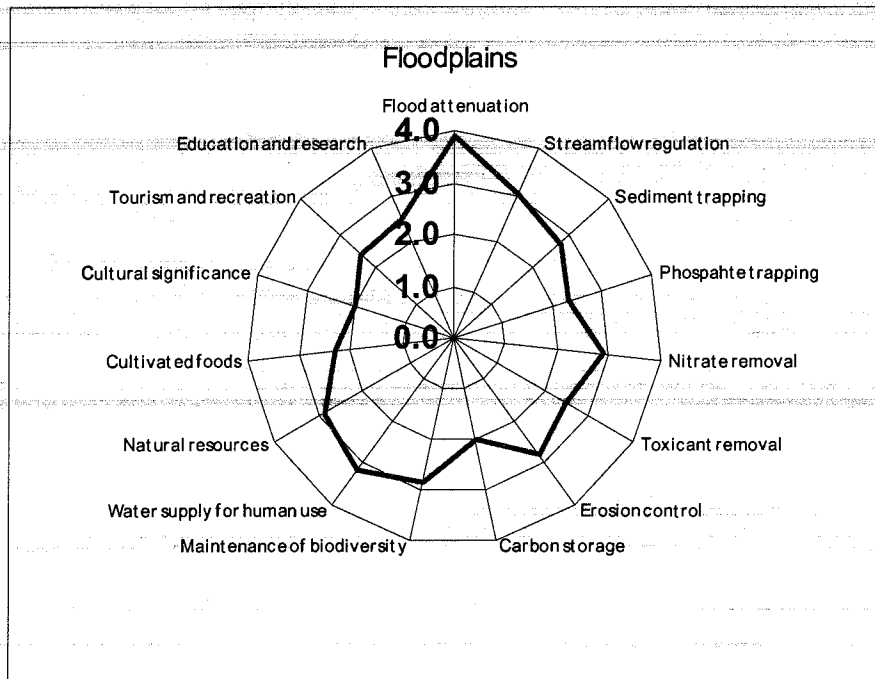 Floodplains
Flood attenuation
4.0
Education and research
Streamflow regulation
3.0
Tourism and recreation
Sediment trapping
2.0
Cultural significance
Phospahte trapping
1.0
0.0
Cultivated foods
Nitrate removal
Natural resources
Toxicant removal
Water supply for human use
Erosion control
Maintenance of biodiversity
Carbon storage